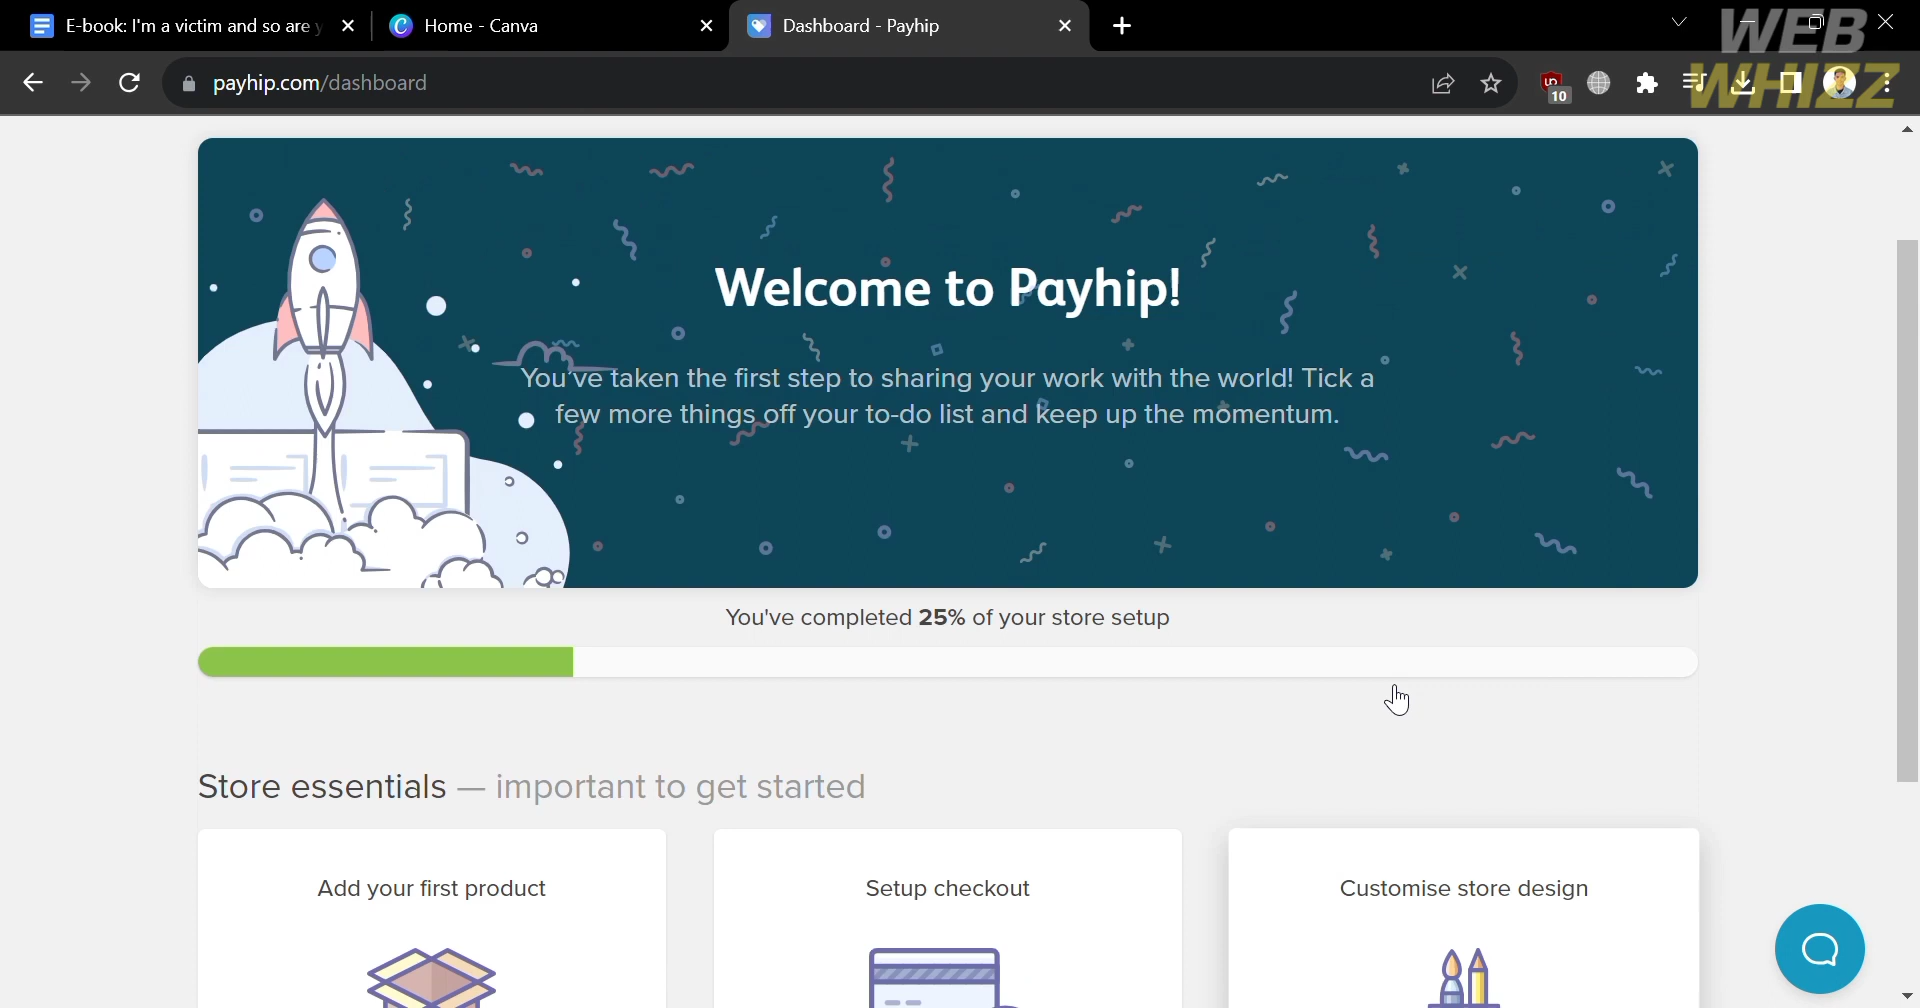 E-book: I'm a victim and so are y
Home - Canva
Dashboard - Payhip
WEB
WHIZZ
payhip.com/dashboard
10
Welcome to Payhip!
You've taken the first step to sharing your work with the world! Tick a
few more things off your to-do list and keep up the momentum.
You've completed 25% of your store setup
Store essentials — important to get started
Add your first product
Setup checkout
Customise store design